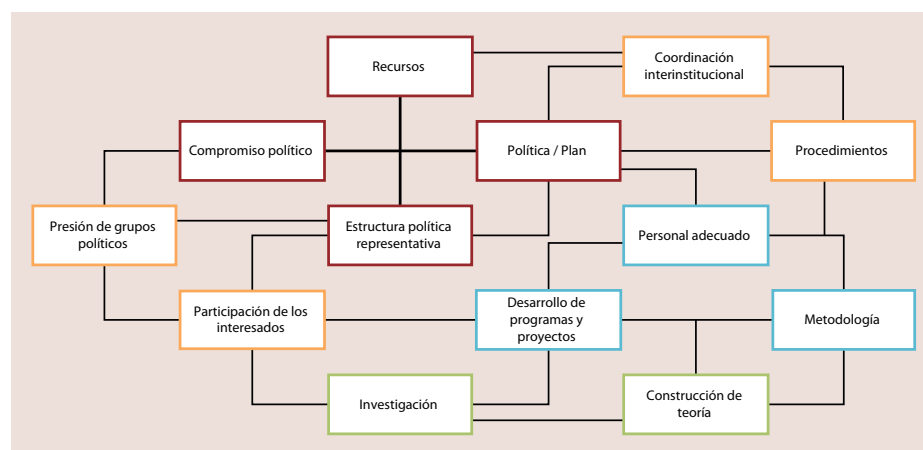 Recursos
Coordinación
interinstitucional
Compromiso político
Política / Plan
Procedimientos
Presión de grupos
políticos
Estructura política
representativa
Personal adecuado
Participación de los
interesados
Desarrollo de
programas y
proyectos
Metodología
Investigación
Construcción de
teoría